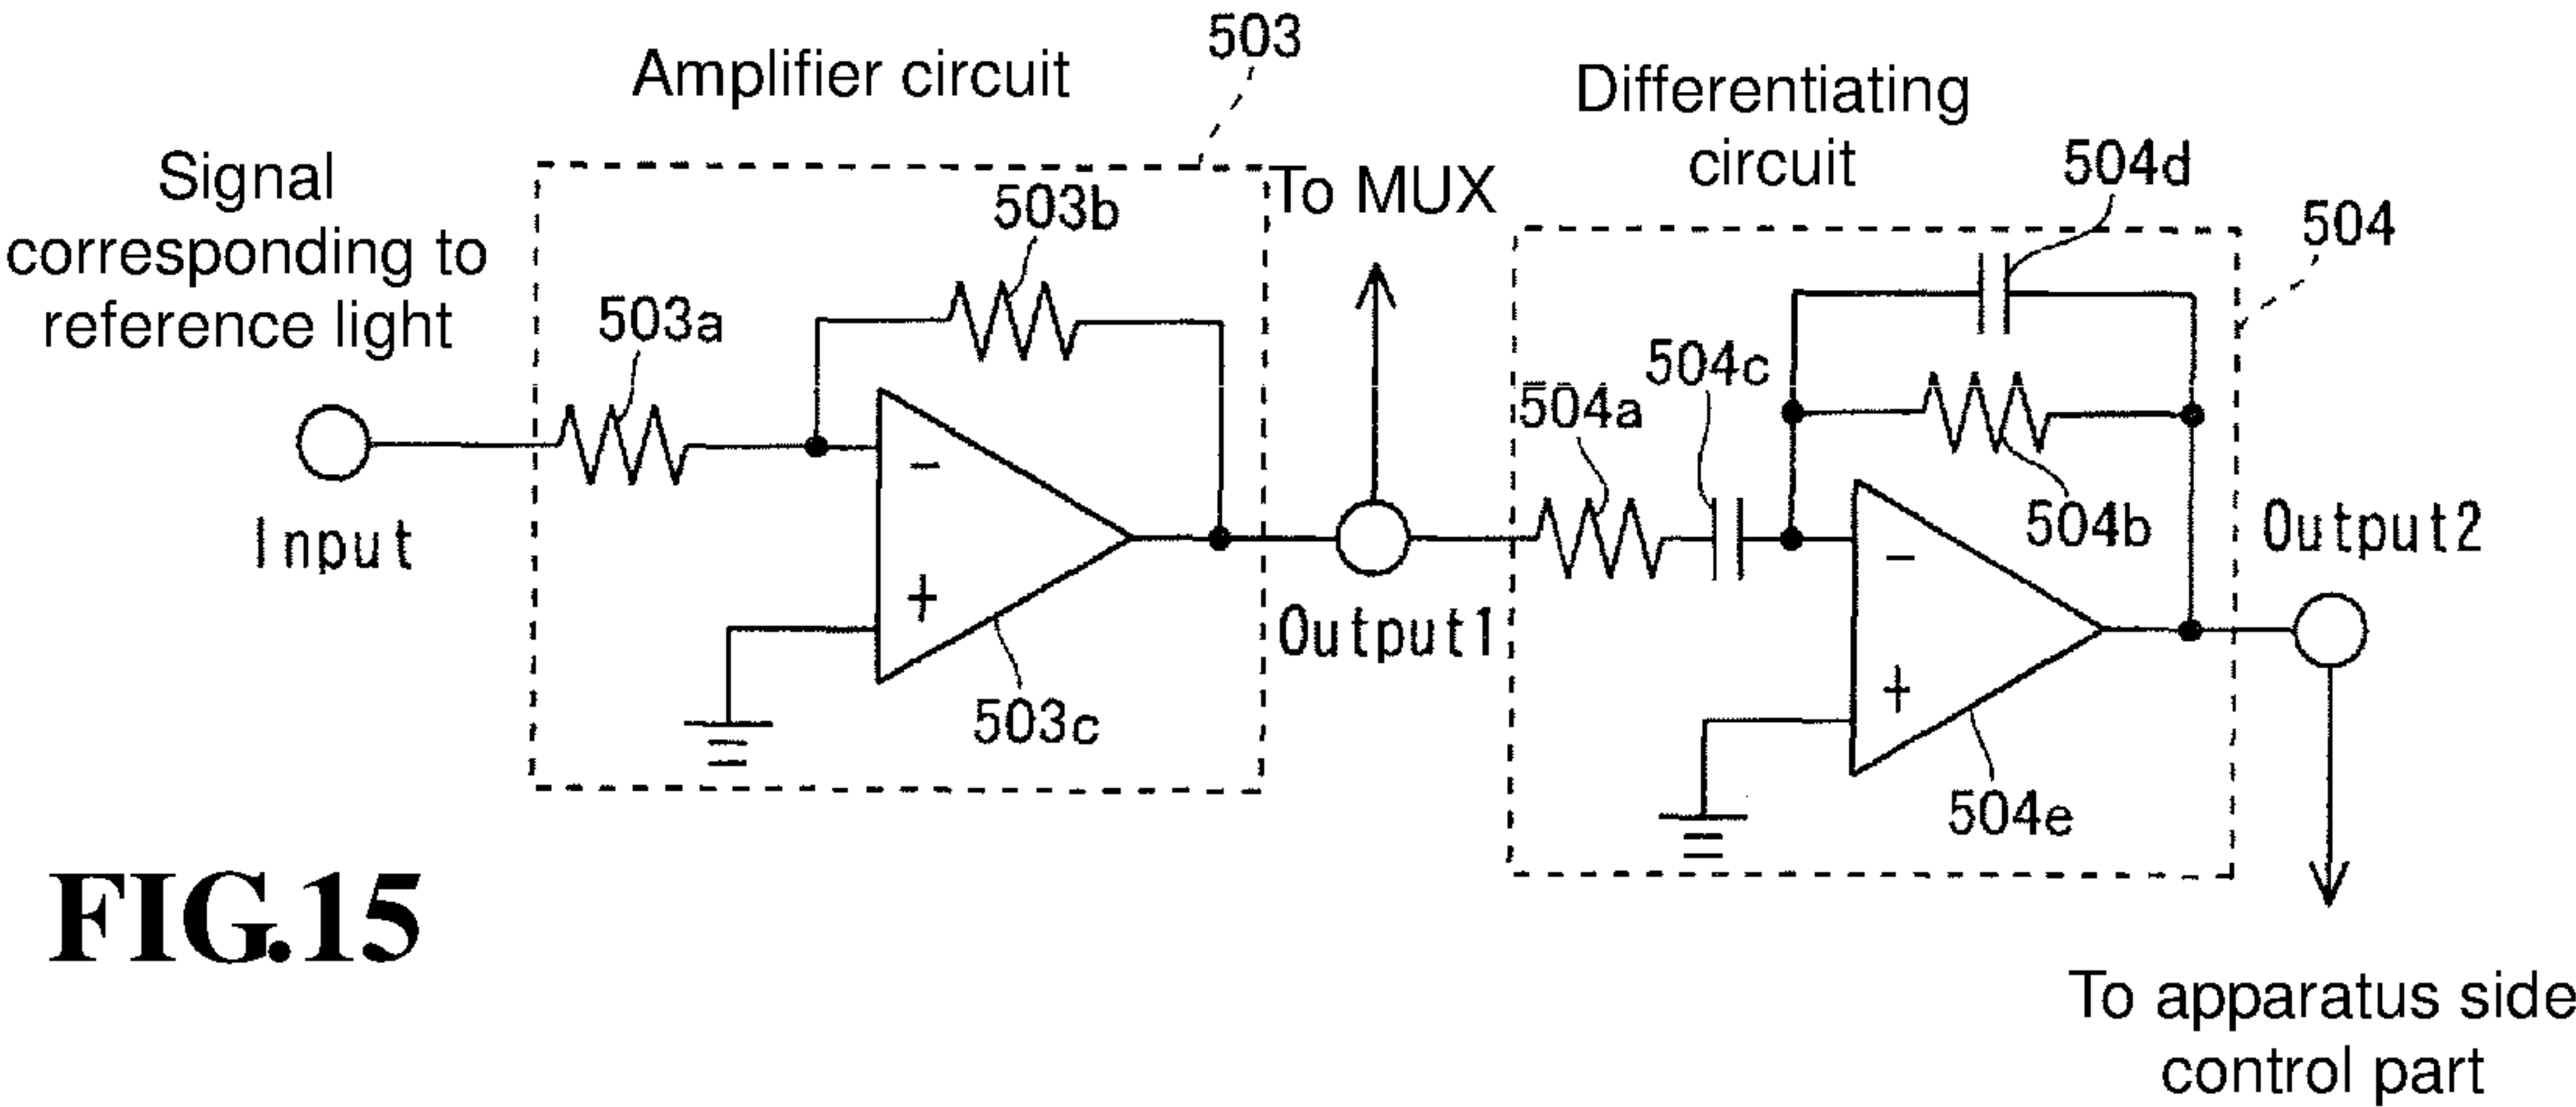 503
Amplifier circuit
Differentiating
circuit
Signal
corresponding to
reference light
503b
To MUX
504d
504
503a
504c
504a
Input
-
+
503c
Output1
504b
Output2
-
+
504e
FIG.15
To apparatus side
control part